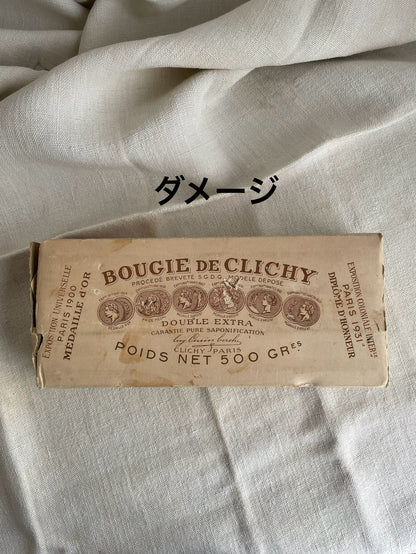 ダメージ
BOUGIE DE CLICHY
PROCÉDÉ BREVETÉ S.G.D.G. MODÈLE DÉPOSÉ
DOUBLE EXTRA
GARANTIE PURE SAPONIFICATION
CLICHY PARIS
POIDS NET 500 GRES
EXPOSITION UNIVERSELLE
PARIS 1900
MÉDAILLE d'OR
EXPOSITION COLONIALE INTERLE
PARIS 1931
DIPLÔME D'HONNEUR